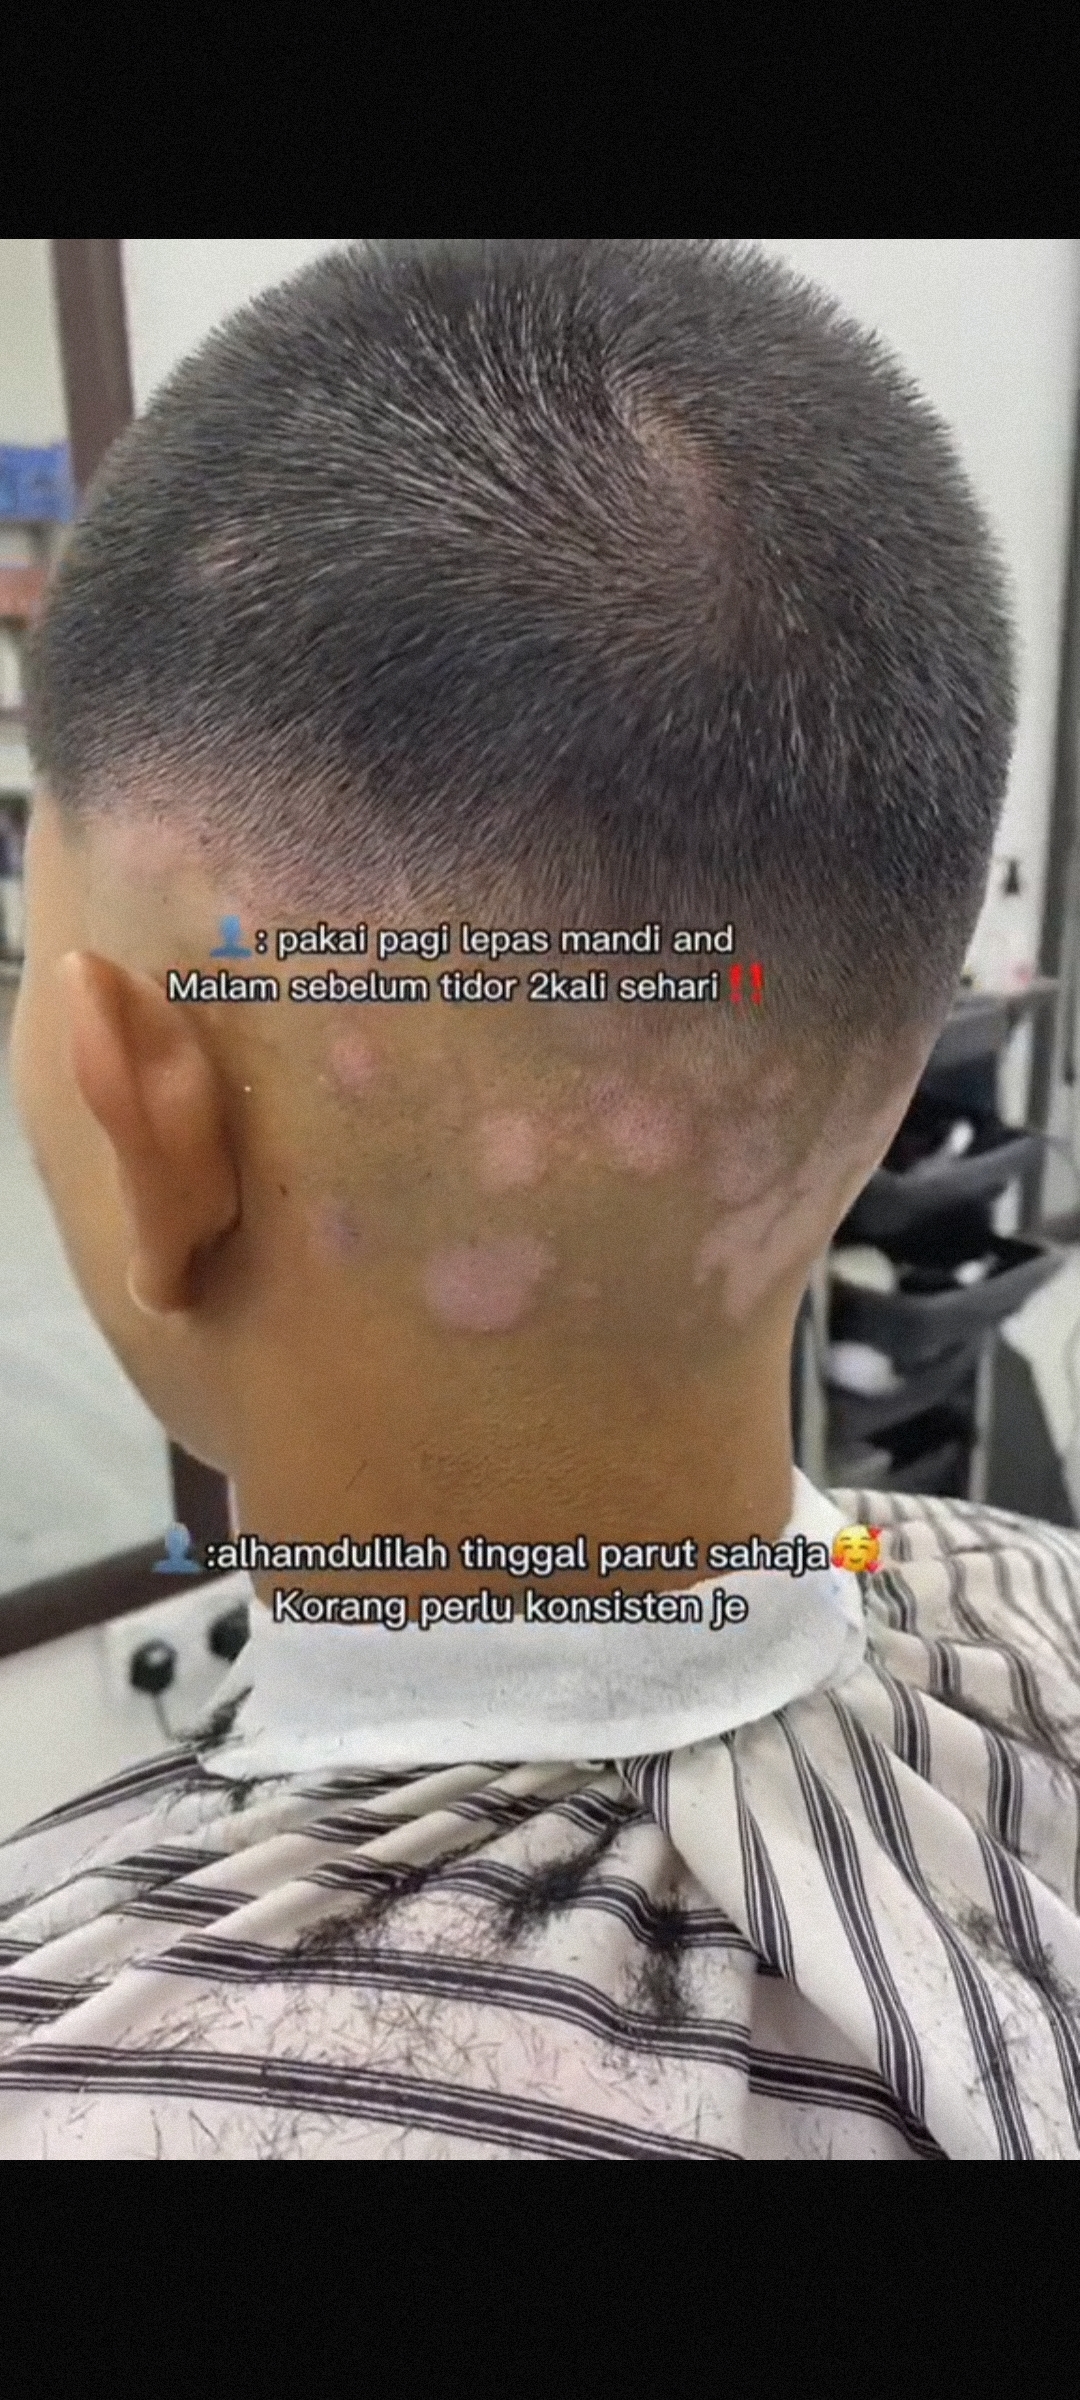 👤: pakai pagi lepas mandi and
Malam sebelum tidor 2kali sehari‼️
👤:alhamdulilah tinggal parut sahaja🥰
Korang perlu konsisten je